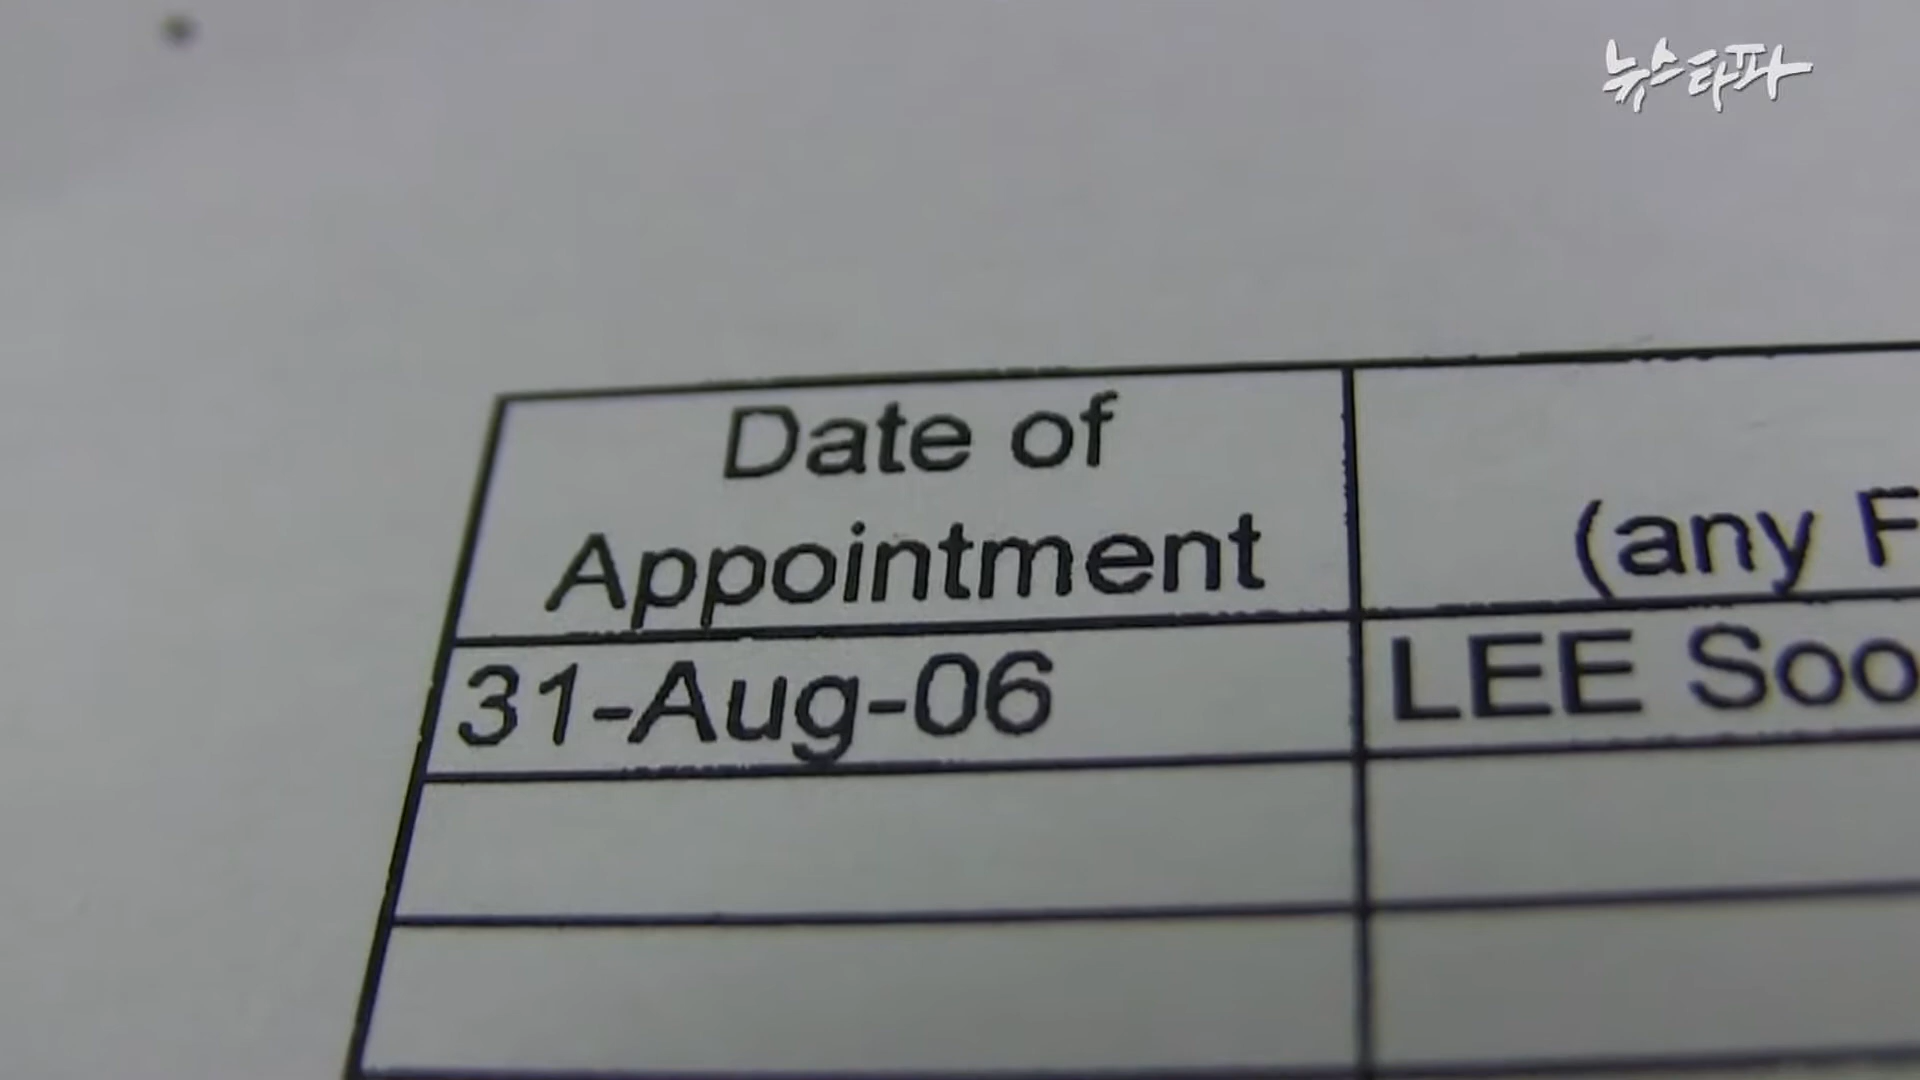 뉴스타파
Date of
Appointment
(any F
31-Aug-06
LEE Soo